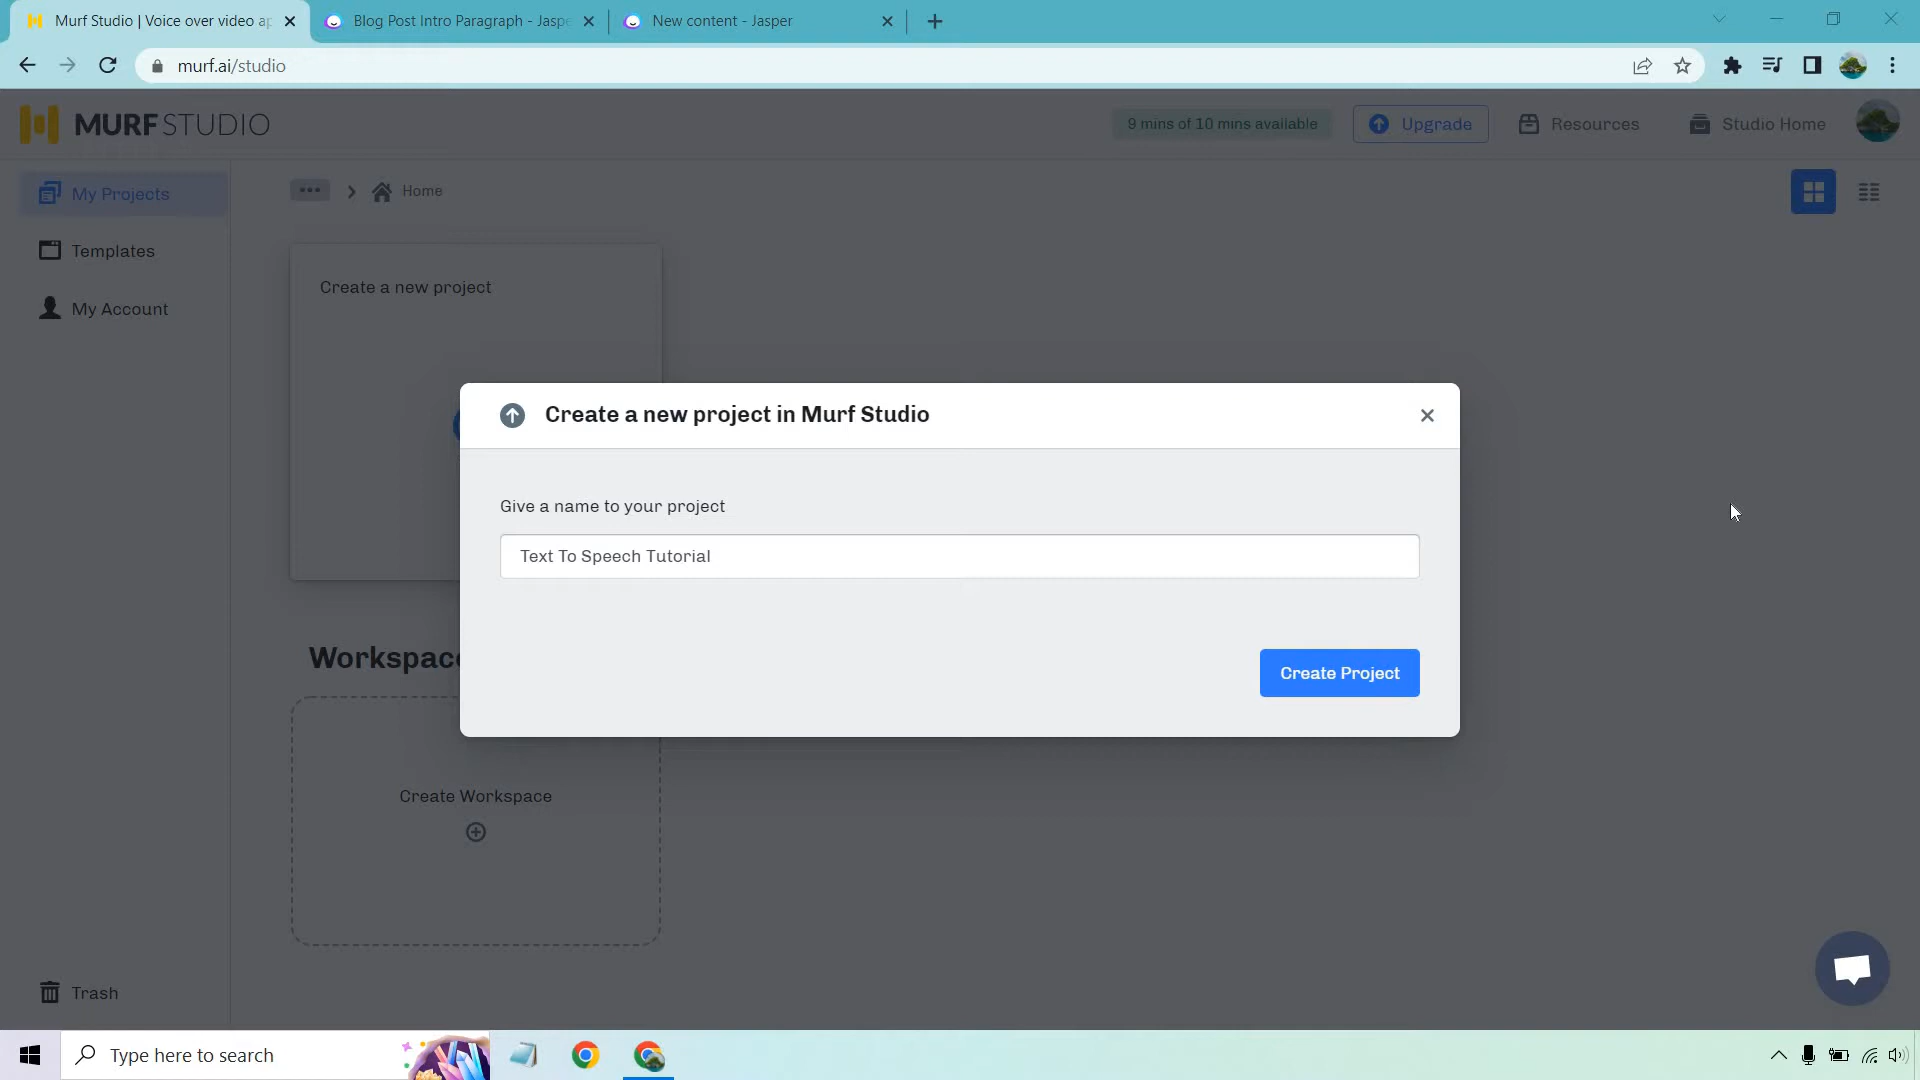 Murf Studio | Voice over video ap
Blog Post Intro Paragraph - Jaspe
New content - Jasper
murf.ai/studio
MURFSTUDIO
9 mins of 10 mins available
Upgrade
Resources
Studio Home
My Projects
Home
Templates
My Account
Create a new project
Create a new project in Murf Studio
Give a name to your project
Text To Speech Tutorial
Create Project
Workspac
Create Workspace
Trash
Type here to search